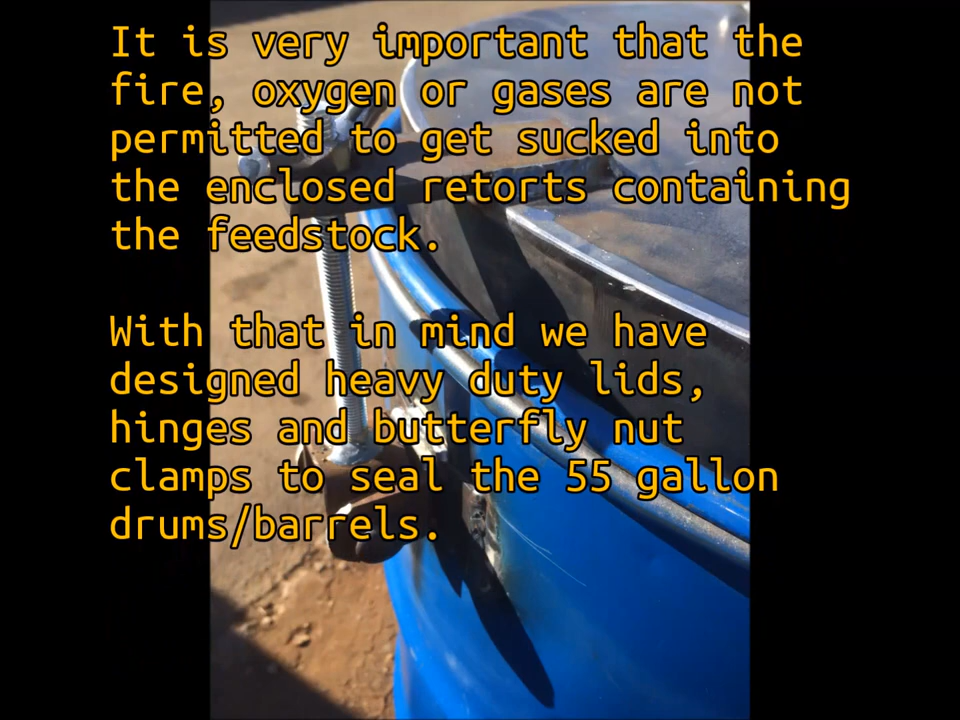 It is very important that the
fire, oxygen or gases are not
permitted to get sucked into
the enclosed retorts containing
the feedstock.
With that in mind we have
designed heavy duty lids,
hinges and butterfly nut
clamps to seal the 55 gallon
drums/barrels.